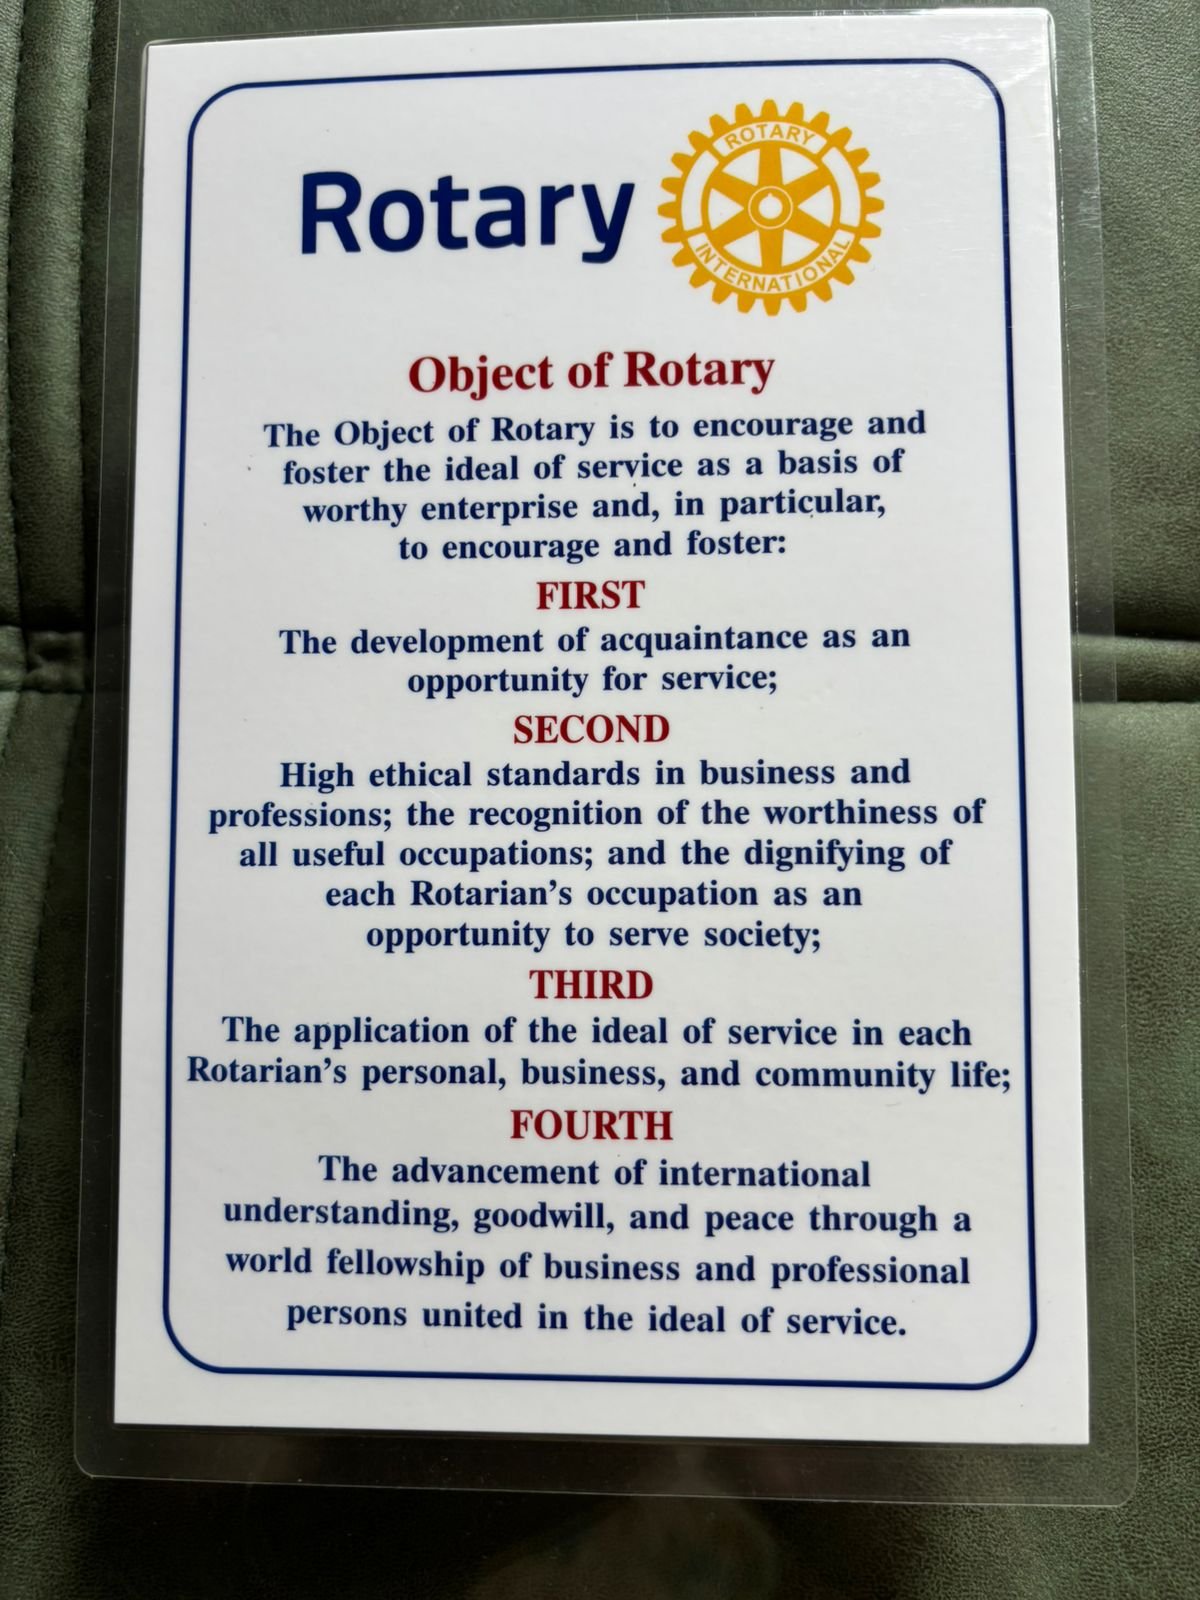 Rotary
ROTARY
INTERNATIONAL
Object of Rotary
The Object of Rotary is to encourage and
foster the ideal of service as a basis of
worthy enterprise and, in particular,
to encourage and foster:
FIRST
The development of acquaintance as an
opportunity for service;
SECOND
High ethical standards in business and
professions; the recognition of the worthiness of
all useful occupations; and the dignifying of
each Rotarian’s occupation as an
opportunity to serve society;
THIRD
The application of the ideal of service in each
Rotarian’s personal, business, and community life;
FOURTH
The advancement of international
understanding, goodwill, and peace through a
world fellowship of business and professional
persons united in the ideal of service.